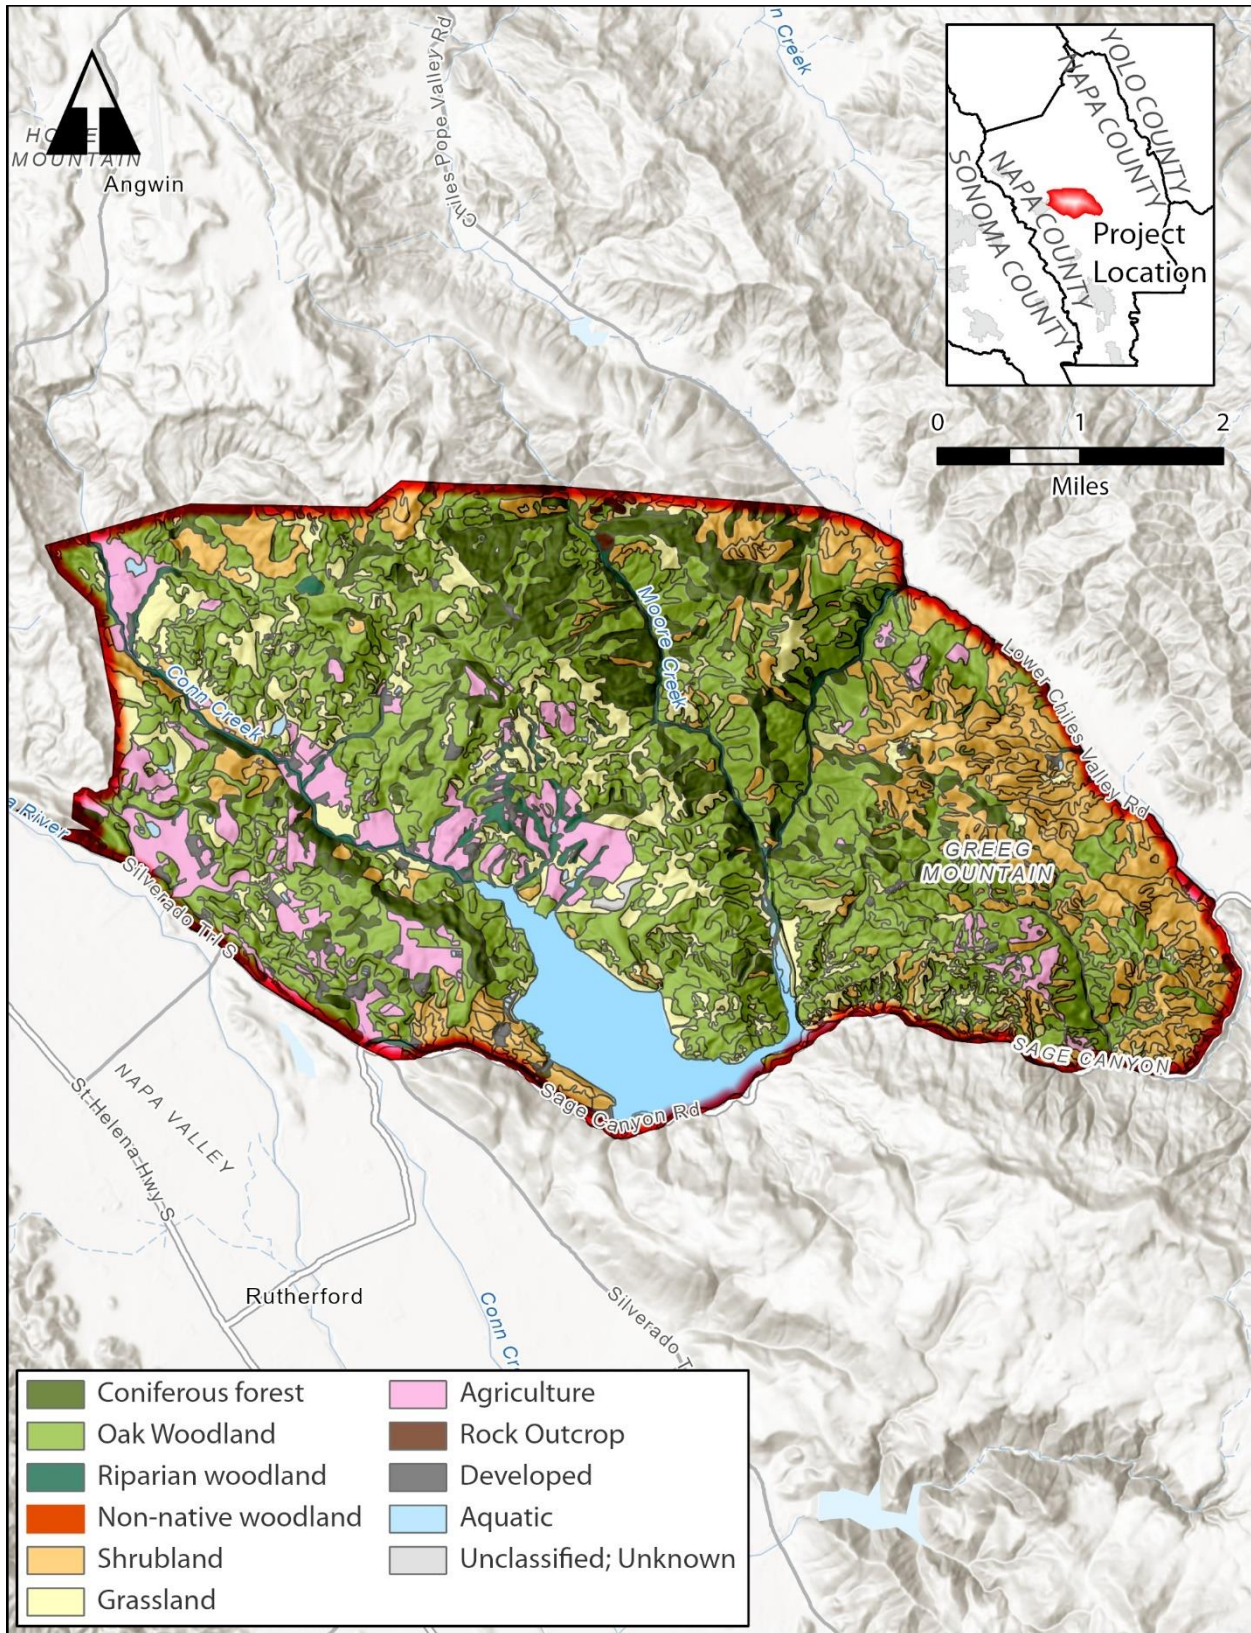 n Creek
Chiles Pope Valley Rd
MOUNTAIN
Angwin
YOLO COUNTY
NAPA COUNTY
NAPA COUNTY
SONOMA COUNTY
Project
Location
0 1 2
Miles
Moore Creek
Conn Creek
Lower Chiles Valley Rd
GREEG
MOUNTAIN
a River
Silverado Trl S
SAGE CANYON
Sage Canyon Rd
NAPA VALLEY
St Helena Hwy S
Rutherford
Conn Cr
Silverado T
Coniferous forest
Oak Woodland
Riparian woodland
Non-native woodland
Shrubland
Grassland
Agriculture
Rock Outcrop
Developed
Aquatic
Unclassified; Unknown